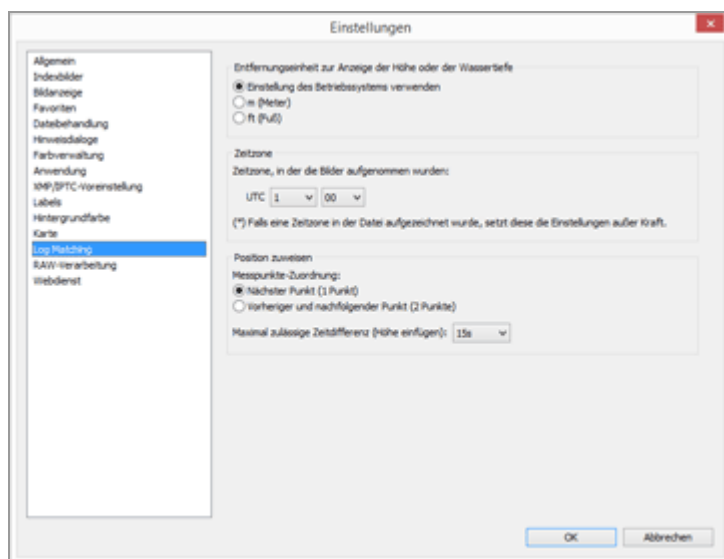 Einstellungen
Allgemein
Indexbilder
Bildanzeige
Favoriten
Dateibehandlung
Hinweisdialoge
Farbverwaltung
Anwendung
XMP/IPTC-Voreinstellung
Labels
Hintergrundfarbe
Karte
Log Matching
RAW-Verarbeitung
Webdienst
Entfernungseinheit zur Anzeige der Höhe oder der Wassertiefe
Einstellung des Betriebssystems verwenden
m (Meter)
ft (Fuß)
Zeitzone
Zeitzone, in der die Bilder aufgenommen wurden:
UTC 1 00
(*) Falls eine Zeitzone in der Datei aufgezeichnet wurde, setzt diese die Einstellungen außer Kraft.
Position zuweisen
Messpunkte-Zuordnung:
Nächster Punkt (1 Punkt)
Vorheriger und nachfolgender Punkt (2 Punkte)
Maximal zulässige Zeitdifferenz (Höhe einfügen): 15s
OK Abbrechen